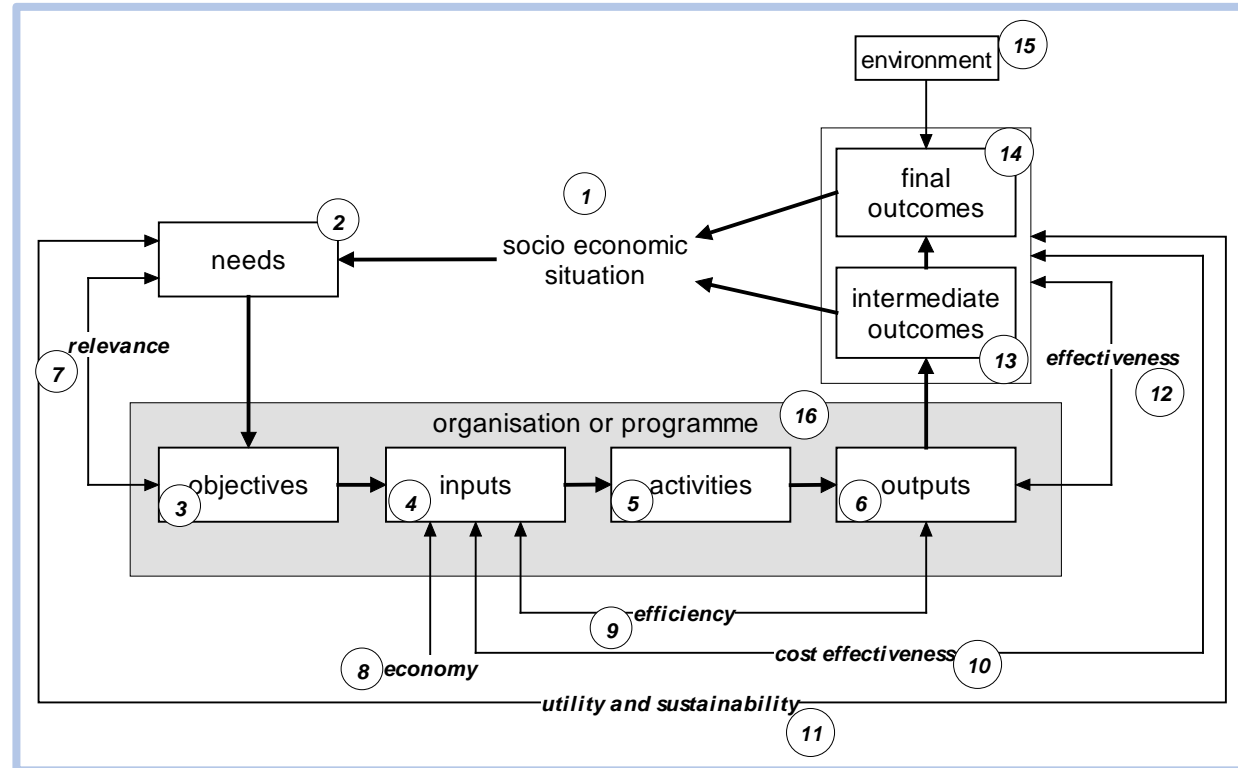 15
environment
14
final
outcomes
1
2
socio economic
situation
needs
intermediate
outcomes
13
relevance
7
effectiveness
12
16
organisation or programme
objectives
3
inputs
4
activities
5
outputs
6
efficiency
9
cost effectiveness
10
8
economy
utility and sustainability
11